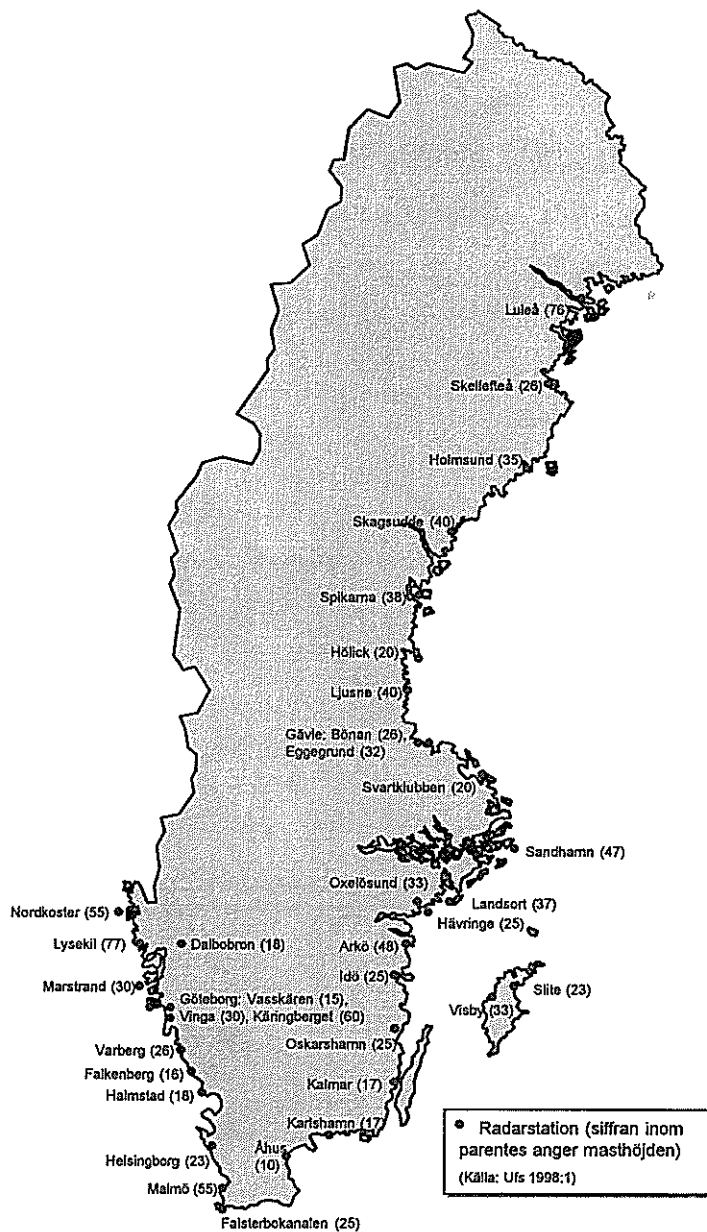 Luleå (76)
Skellefteå (26)
Holmsund (35)
Skagsudde (40)
Spikarna (38)
Hölick (20)
Ljusne (40)
Gävle; Bönan (26),
Eggegrund (32)
Svartklubben (20)
Sandhamn (47)
Oxelösund (33)
Landsort (37)
Nordkoster (55)
Hävringe (25)
Lysekil (77)
Dalbobron (18)
Arkö (48)
Idö (25)
Marstrand (30)
Slite (23)
Göteborg; Vasskären (15),
Visby (33)
Vinga (30), Käringberget (60)
Oskarshamn
(25)
Varberg (26)
Falkenberg (16)
Kalmar (17)
Halmstad (18)
Karlshamn (17)
Åhus
(10)
Helsingborg (23)
Malmö (55)
Falsterbokanalen (25)
Radarstation (siffran inom
parentes anger masthöjden)
(Källa: Ufs 1998:1)